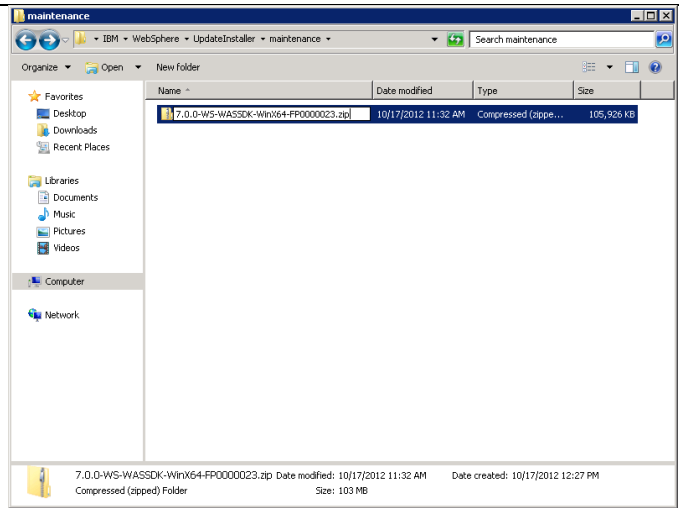 maintenance
IBM WebSphere UpdateInstaller maintenance Search maintenance
Organize Open New folder
Name Date modified Type Size
7.0.0-WS-WASSDK-WinX64-FP0000023.zip 10/17/2012 11:32 AM Compressed (zippe... 105,926 KB
Favorites
Desktop
Downloads
Recent Places
Libraries
Documents
Music
Pictures
Videos
Computer
Network
7.0.0-WS-WASSDK-WinX64-FP0000023.zip Date modified: 10/17/2012 11:32 AM Date created: 10/17/2012 12:27 PM
Compressed (zipped) Folder Size: 103 MB